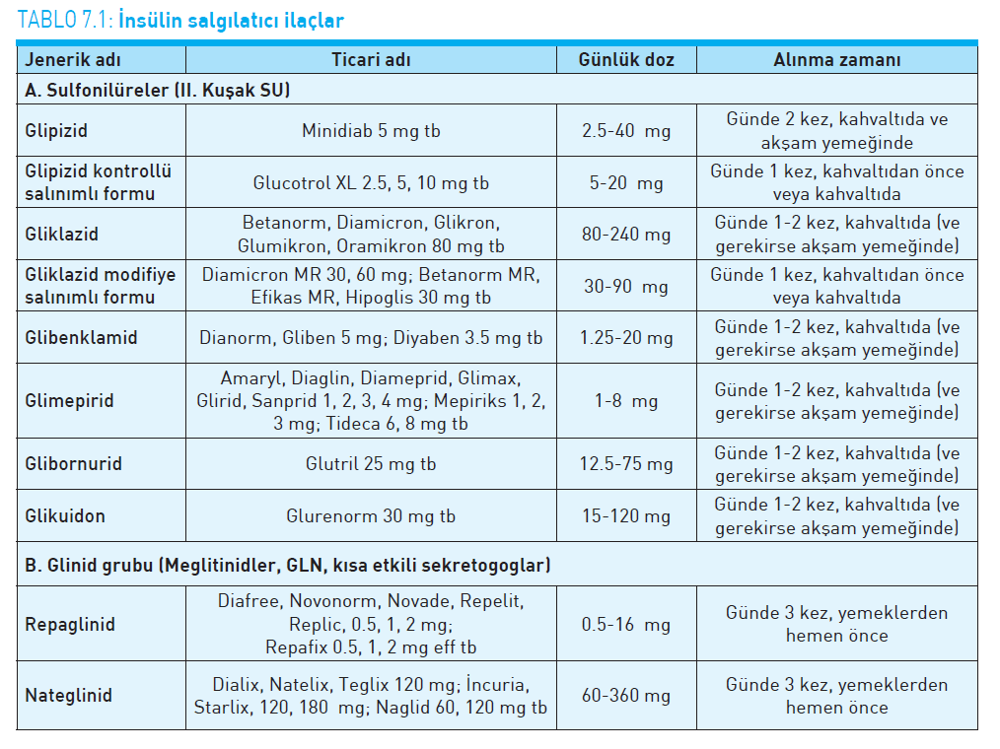 TABLO 7.1: İnsülin salgılatıcı ilaçlar
Jenerik adı Ticari adı Günlük doz Alınma zamanı
A. Sulfonilüreler (II. Kuşak SU)
Glipizid Minidiab 5 mg tb 2.5-40 mg Günde 2 kez, kahvaltıda ve
akşam yemeğinde
Glipizid kontrollü
salınımlı formu Glucotrol XL 2.5, 5, 10 mg tb 5-20 mg Günde 1 kez, kahvaltıdan önce
veya kahvaltıda
Gliklazid Betanorm, Diamicron, Glikron,
Glumikron, Oramikron 80 mg tb 80-240 mg Günde 1-2 kez, kahvaltıda (ve
gerekirse akşam yemeğinde)
Gliklazid modifiye
salınımlı formu Diamicron MR 30, 60 mg; Betanorm MR,
Efikas MR, Hipoglis 30 mg tb 30-90 mg Günde 1 kez, kahvaltıdan önce
veya kahvaltıda
Glibenklamid Dianorm, Gliben 5 mg; Diyaben 3.5 mg tb 1.25-20 mg Günde 1-2 kez, kahvaltıda (ve
gerekirse akşam yemeğinde)
Glimepirid Amaryl, Diaglin, Diameprid, Glimax,
Glirid, Sanprid 1, 2, 3, 4 mg; Mepiriks 1, 2,
3 mg; Tideca 6, 8 mg tb 1-8 mg Günde 1-2 kez, kahvaltıda (ve
gerekirse akşam yemeğinde)
Glibornurid Glutril 25 mg tb 12.5-75 mg Günde 1-2 kez, kahvaltıda (ve
gerekirse akşam yemeğinde)
Glikuidon Glurenorm 30 mg tb 15-120 mg Günde 1-2 kez, kahvaltıda (ve
gerekirse akşam yemeğinde)
B. Glinid grubu (Meglitinidler, GLN, kısa etkili sekretogoglar)
Repaglinid Diafree, Novonorm, Novade, Repelit,
Replic, 0.5, 1, 2 mg;
Repafix 0.5, 1, 2 mg eff tb 0.5-16 mg Günde 3 kez, yemeklerden
hemen önce
Nateglinid Dialix, Natelix, Teglix 120 mg; İncuria,
Starlix, 120, 180 mg; Naglid 60, 120 mg tb 60-360 mg Günde 3 kez, yemeklerden
hemen önce